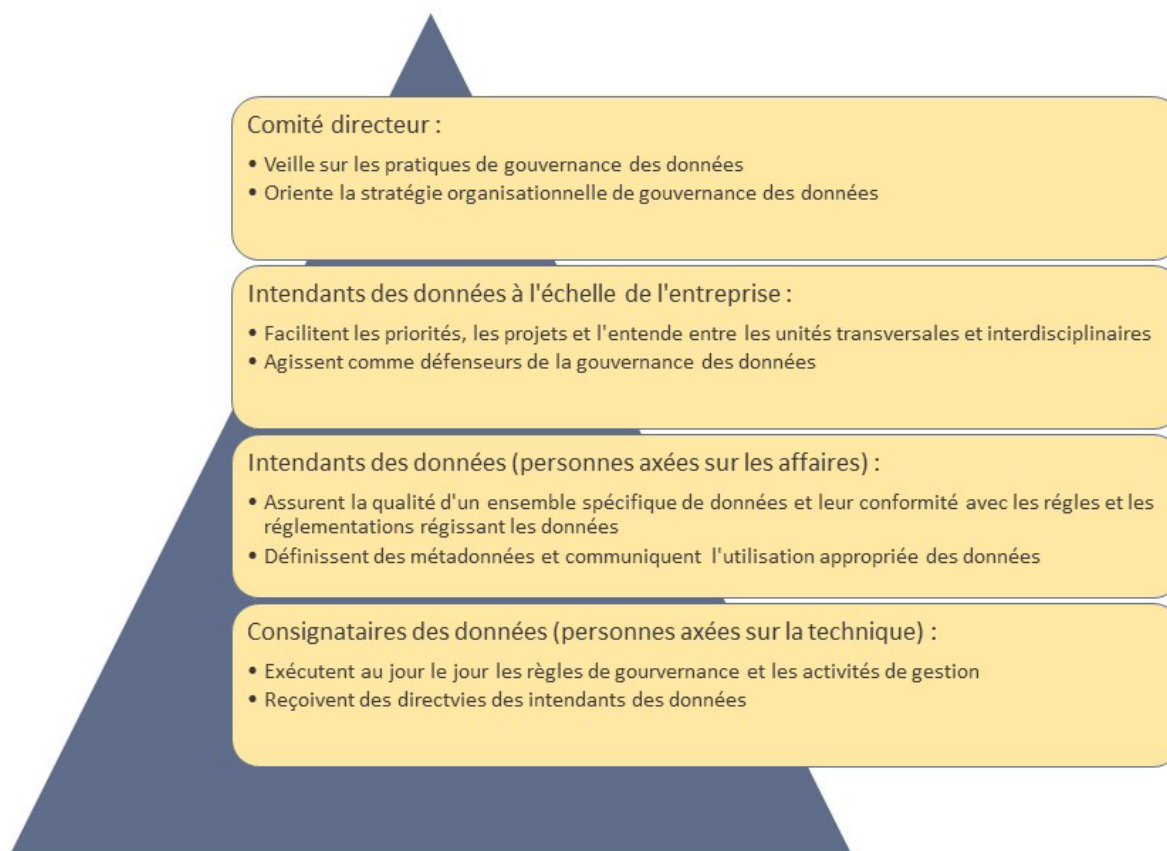 Comité directeur :
• Veille sur les pratiques de gouvernance des données
• Oriente la stratégie organisationnelle de gouvernance des données
Intendants des données à l'échelle de l'entreprise :
• Facilitent les priorités, les projets et l'entende entre les unités transversales et interdisciplinaires
• Agissent comme défenseurs de la gouvernance des données
Intendants des données (personnes axées sur les affaires) :
• Assurent la qualité d'un ensemble spécifique de données et leur conformité avec les régles et les
réglementations régissant les données
• Définissent des métadonnées et communiquent l'utilisation appropriée des données
Consignataires des données (personnes axées sur la technique) :
• Exécutent au jour le jour les règles de gourvernance et les activités de gestion
• Reçoivent des directvies des intendants des données